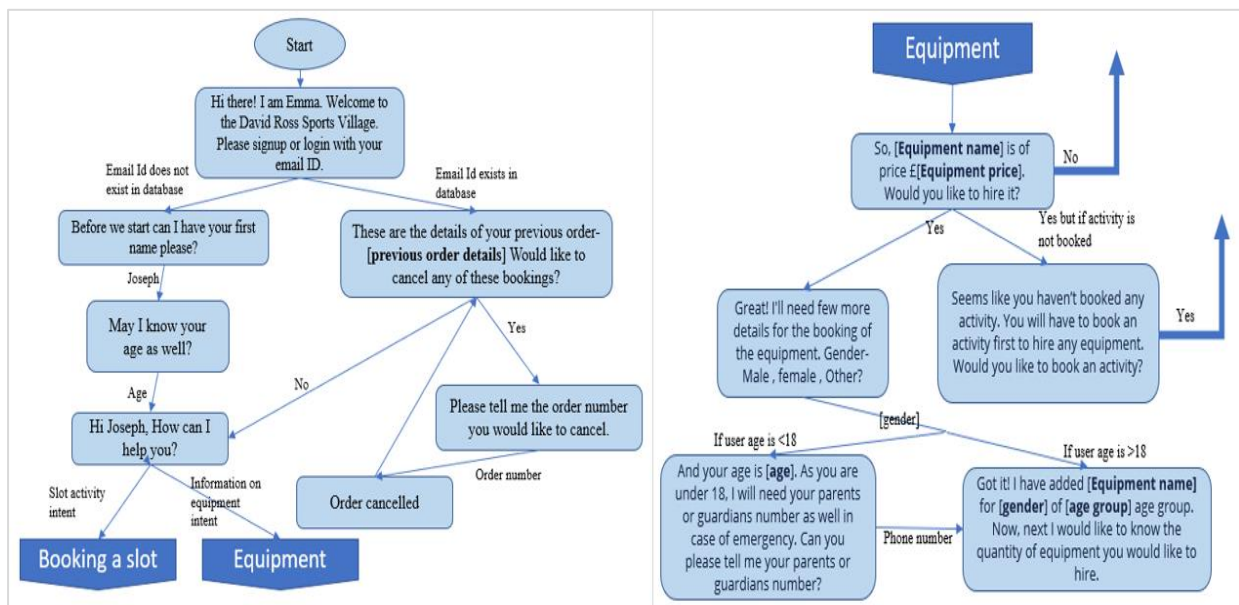 Start
Hi there! I am Emma. Welcome to
the David Ross Sports Village.
Please signup or login with your
email ID.
Email Id does not
exist in database
Email Id exists in
database
Before we start can I have your first
name please?
These are the details of your previous order-
[previous order details] Would like to
cancel any of these bookings?
Joseph
May I know your
age as well?
Yes
No
Age
Please tell me the order number
you would like to cancel.
Hi Joseph, How can I
help you?
Order number
Order cancelled
Slot activity
intent
Information on
equipment
intent
Booking a slot
Equipment
Equipment
So, [Equipment name] is of
price £[Equipment price].
Would you like to hire it?
No
Yes
Yes but if activity is
not booked
Great! I'll need few more
details for the booking of
the equipment. Gender-
Male , female , Other?
Seems like you haven't booked any
activity. You will have to book an
activity first to hire any equipment.
Would you like to book an activity?
Yes
[gender]
If user age is <18
If user age is >18
And your age is [age]. As you are
under 18, I will need your parents
or guardians number as well in
case of emergency. Can you
please tell me your parents or
guardians number?
Phone number
Got it! I have added [Equipment name]
for [gender] of [age group] age group.
Now, next I would like to know the
quantity of equipment you would like to
hire.